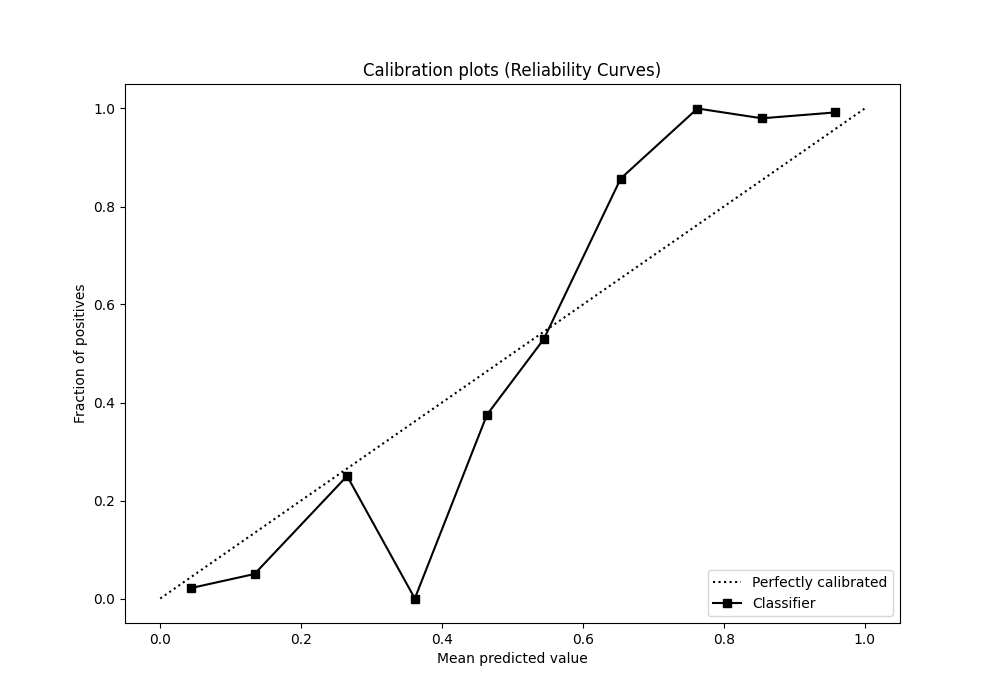 Calibration plots (Reliability Curves)
Fraction of positives
1.0
0.8
0.6
0.4
0.2
0.0
0.0 0.2 0.4 0.6 0.8 1.0
Mean predicted value
Perfectly calibrated
Classifier